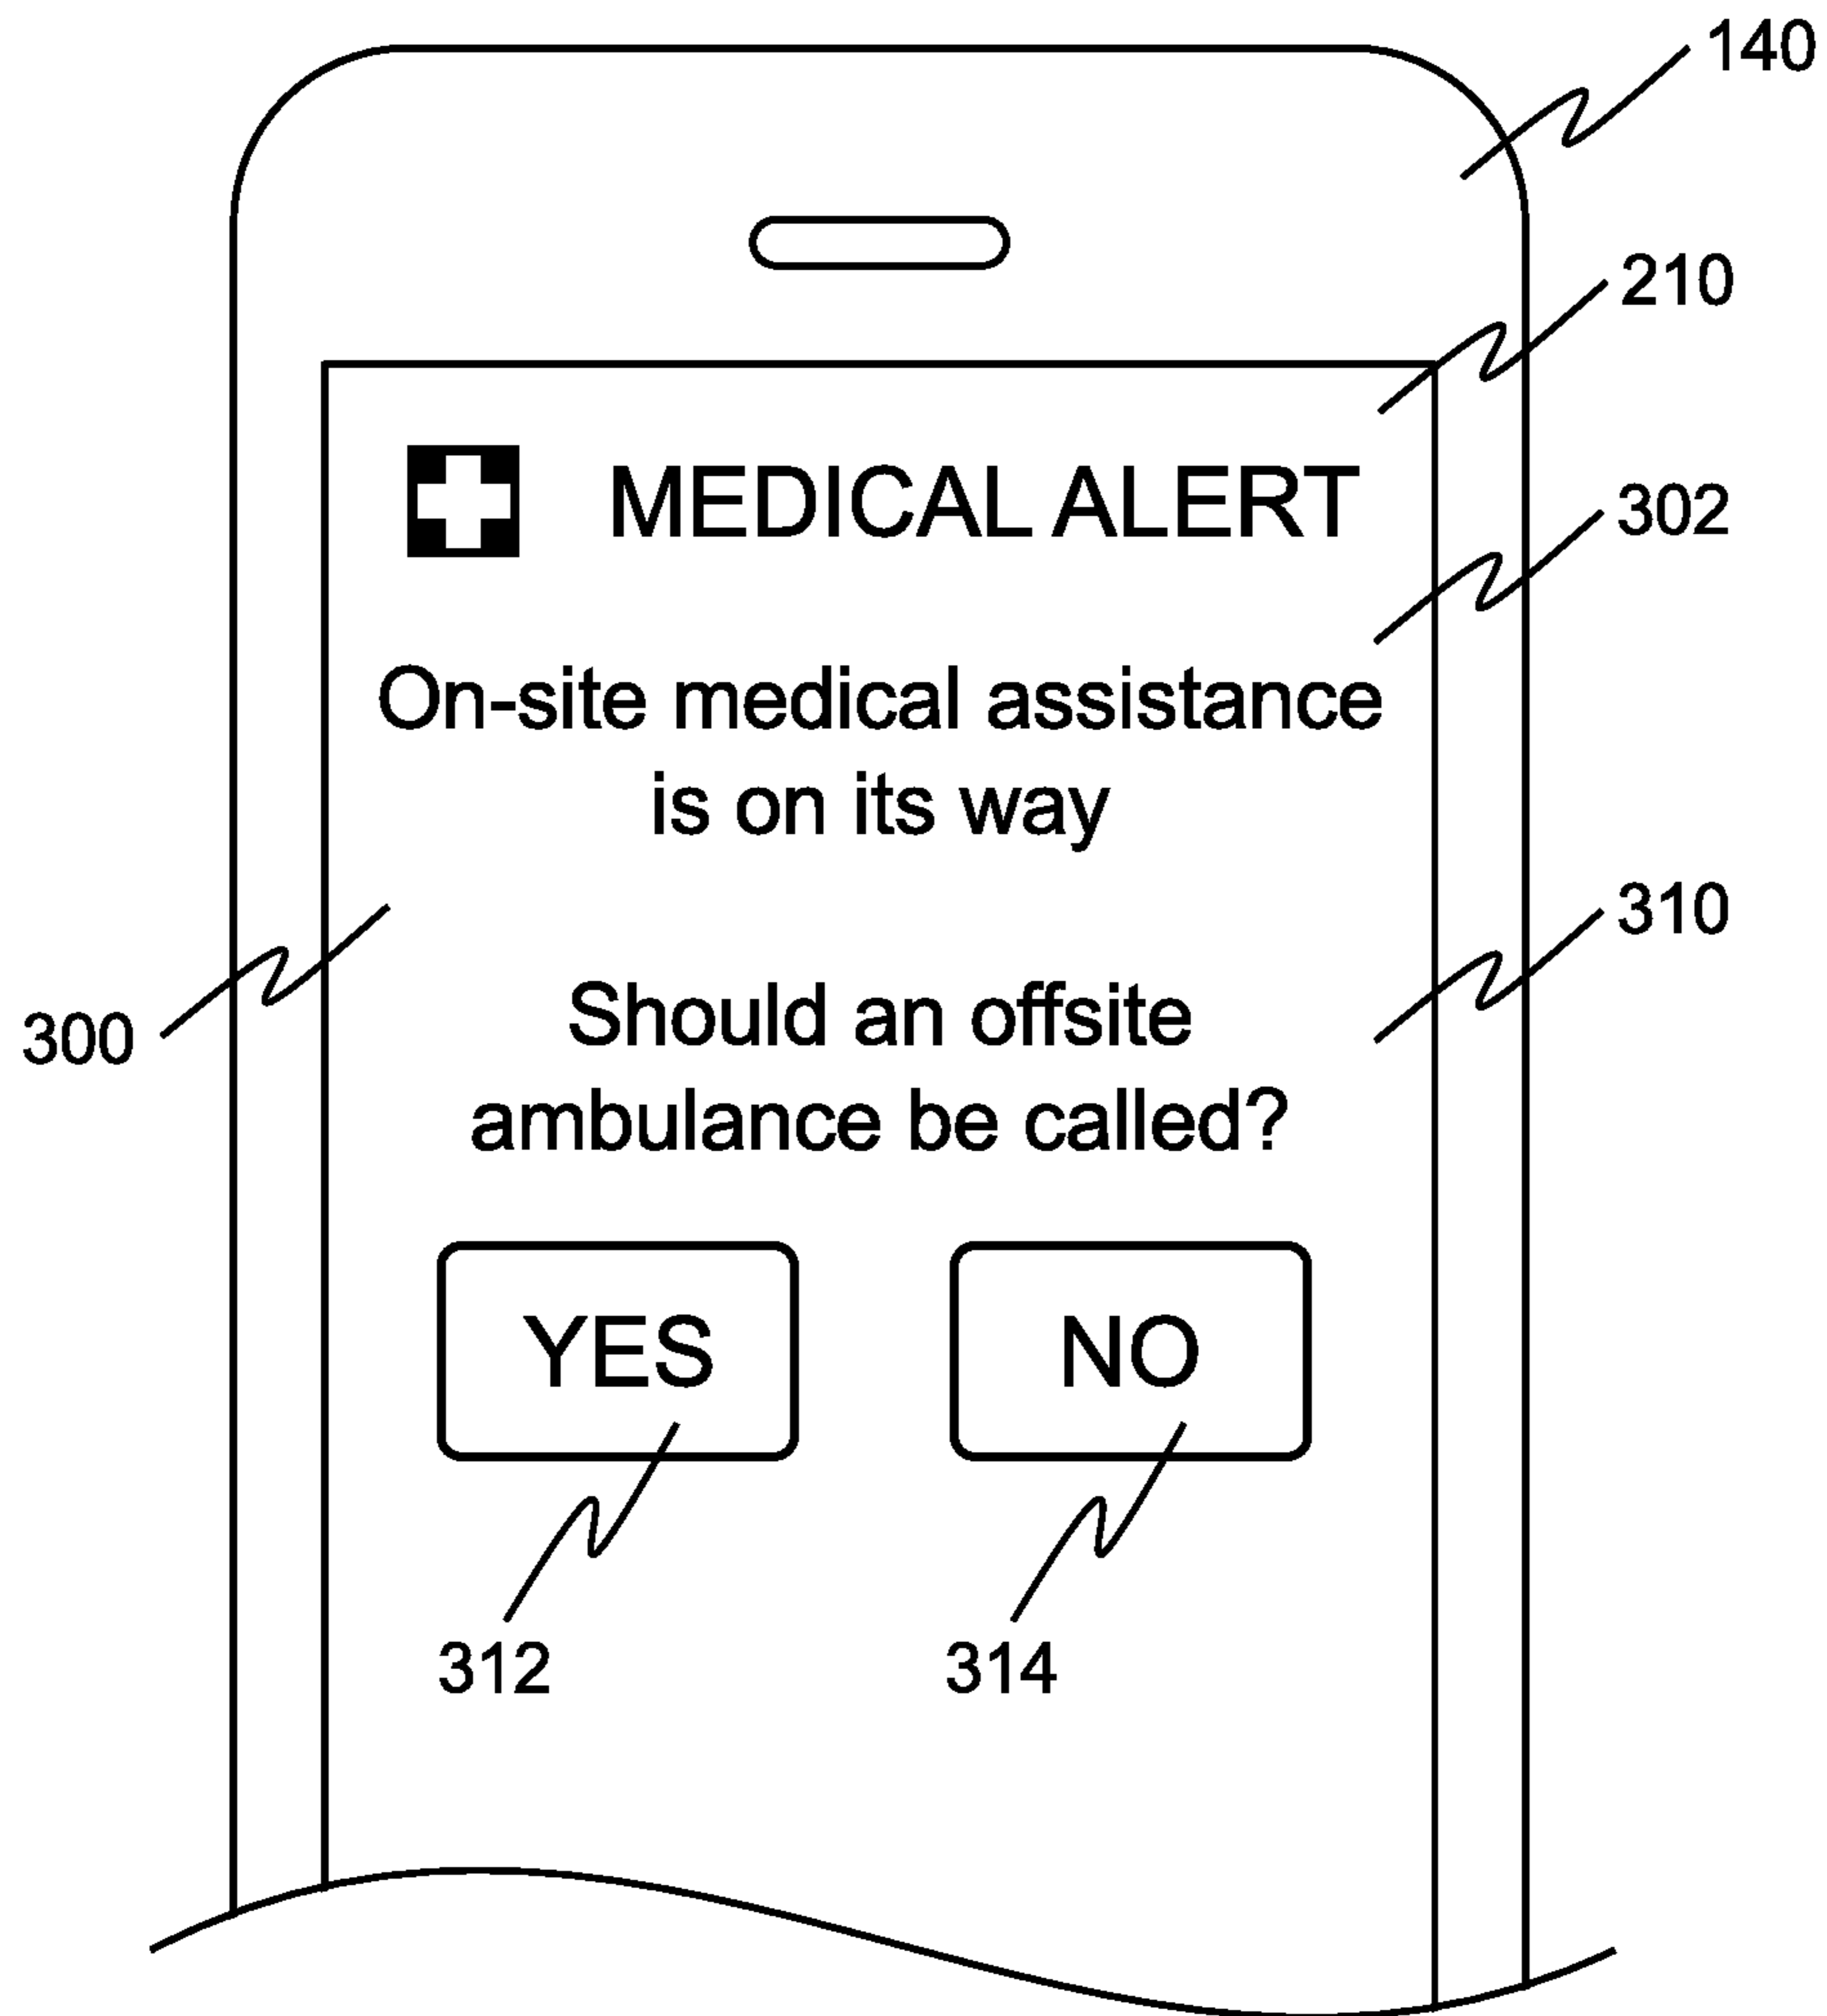 140
210
MEDICAL ALERT
302
On-site medical assistance
is on its way
310
300
Should an offsite
ambulance be called?
YES
NO
312
314